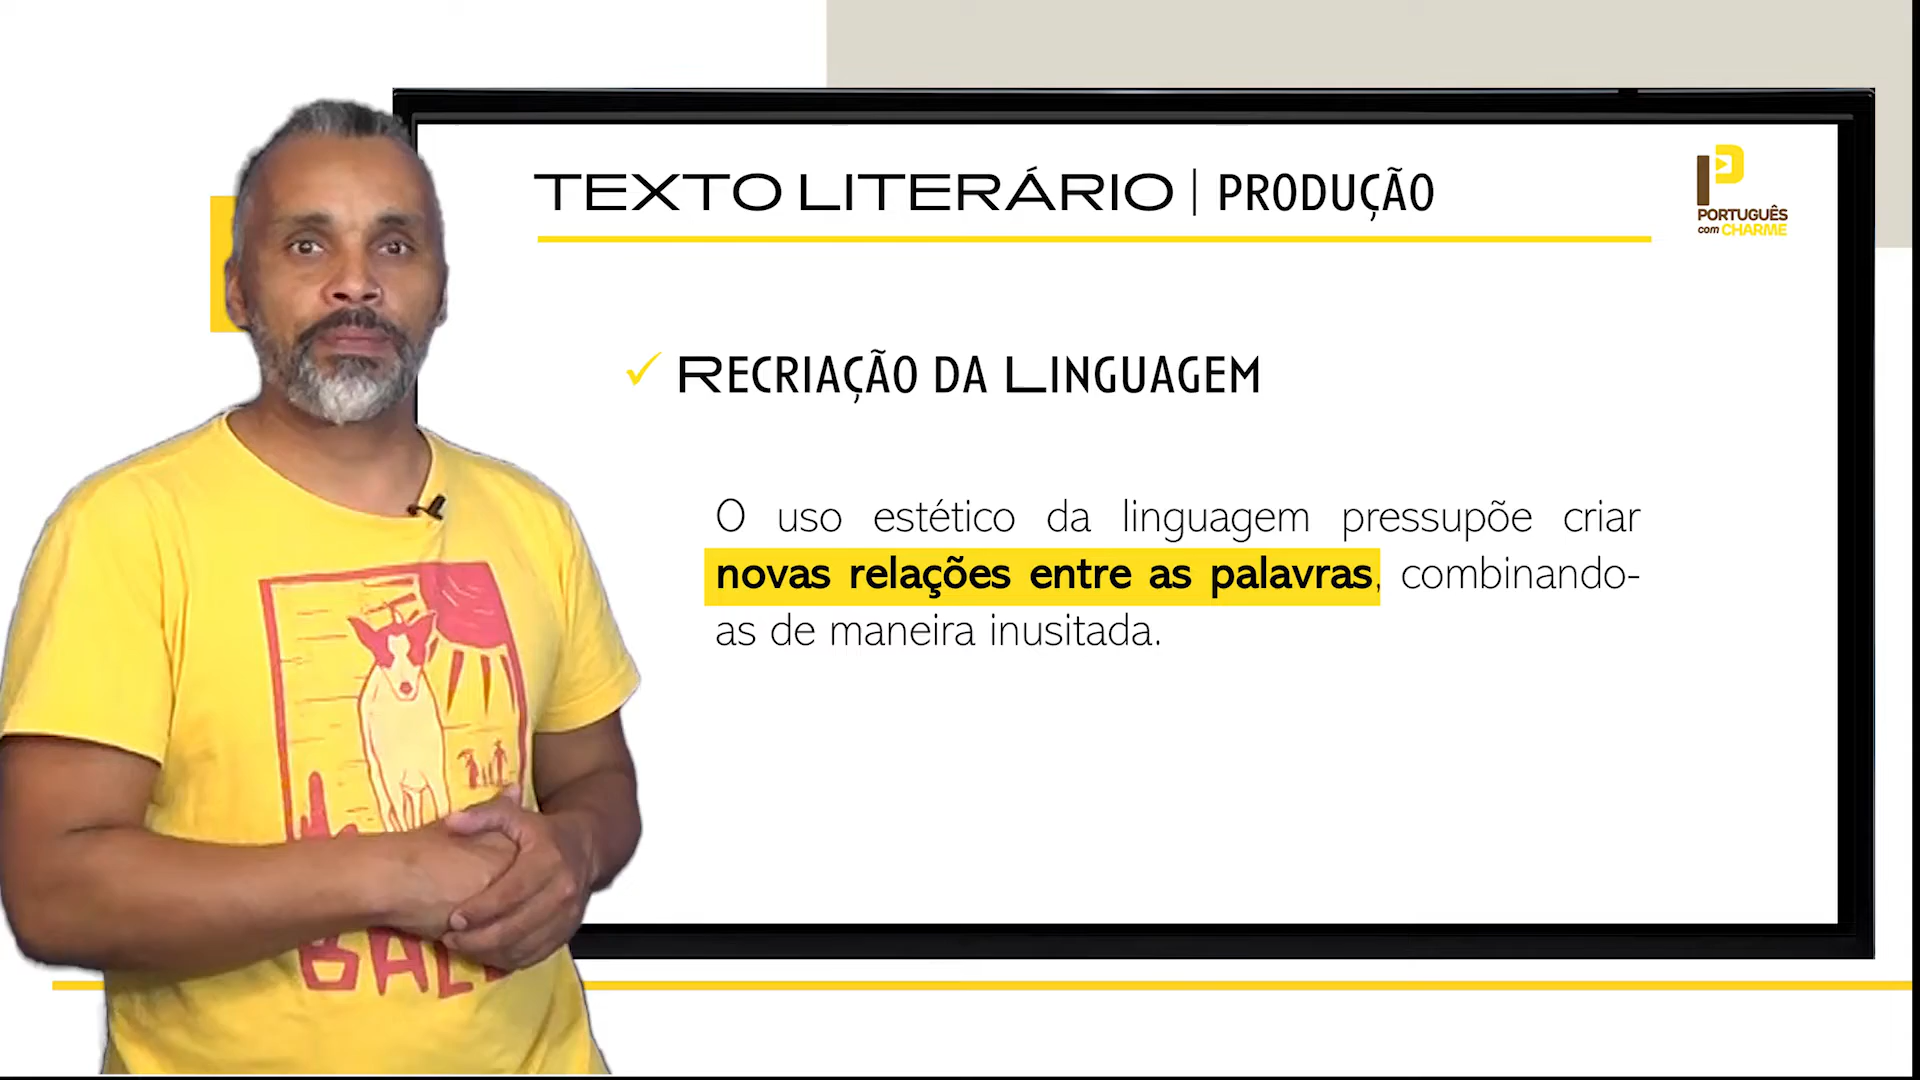 TEXTO LITERÁRIO | PRODUÇÃO
PORTUGUÊS
com CHARME
✓ RECRIAÇÃO DA LINGUAGEM
O uso estético da linguagem pressupõe criar
novas relações entre as palavras, combinando-
as de maneira inusitada.